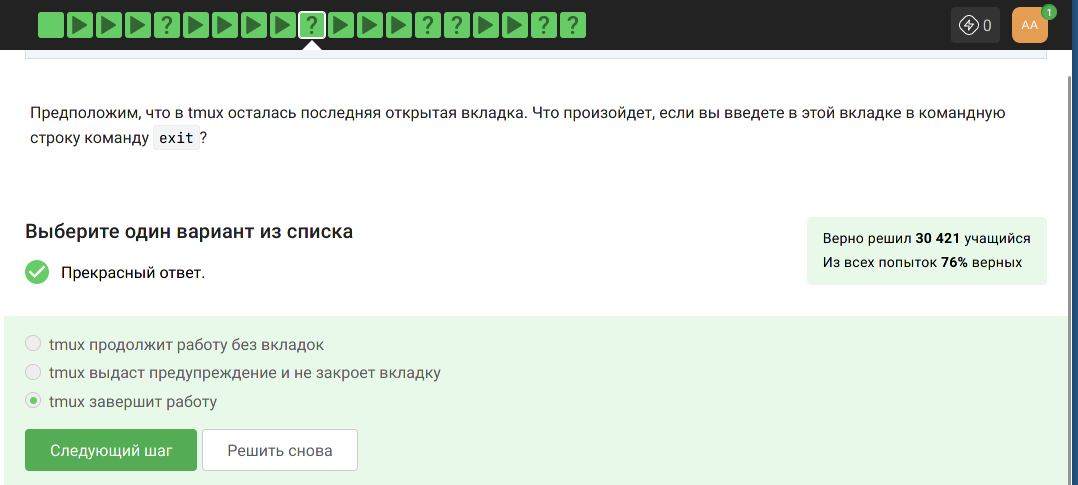 ? ? ? ? ? ?
0
AA
1
Предположим, что в tmux осталась последняя открытая вкладка. Что произойдет, если вы введете в этой вкладке в командную
строку команду exit ?
Выберите один вариант из списка
Прекрасный ответ.
Верно решил 30 421 учащийся
Из всех попыток 76% верных
tmux продолжит работу без вкладок
tmux выдаст предупреждение и не закроет вкладку
tmux завершит работу
Следующий шаг
Решить снова